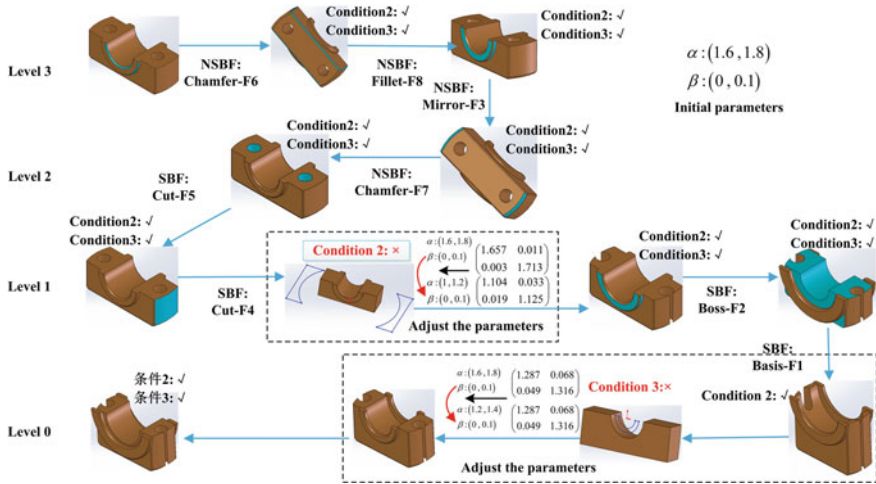 Level 3
Condition2: √
Condition3: √
NSBF:
Chamfer-F6
NSBF:
Fillet-F8
Condition2: √
Condition3: √
α:(1.6,1.8)
β:(0,0.1)
Initial parameters
NSBF:
Mirror-F3
Level 2
Condition2: √
Condition3: √
Condition2: √
Condition3: √
NSBF:
Chamfer-F7
SBF:
Cut-F5
Level 1
Condition2: √
Condition3: √
SBF:
Cut-F4
Condition 2: ×
α:(1.6,1.8)
β:(0,0.1)
1.657 0.011
0.003 1.713
α:(1,1.2)
β:(0,0.1)
1.104 0.033
0.019 1.125
Adjust the parameters
Condition2: √
Condition3: √
SBF:
Boss-F2
Condition2: √
Condition3: √
SBF:
Basis-F1
Level 0
条件2: √
条件3: √
α:(1.6,1.8)
β:(0,0.1)
1.287 0.068
0.049 1.316
α:(1.2,1.4)
β:(0,0.1)
1.287 0.068
0.049 1.316
Condition 3:×
Condition 2: √
Adjust the parameters